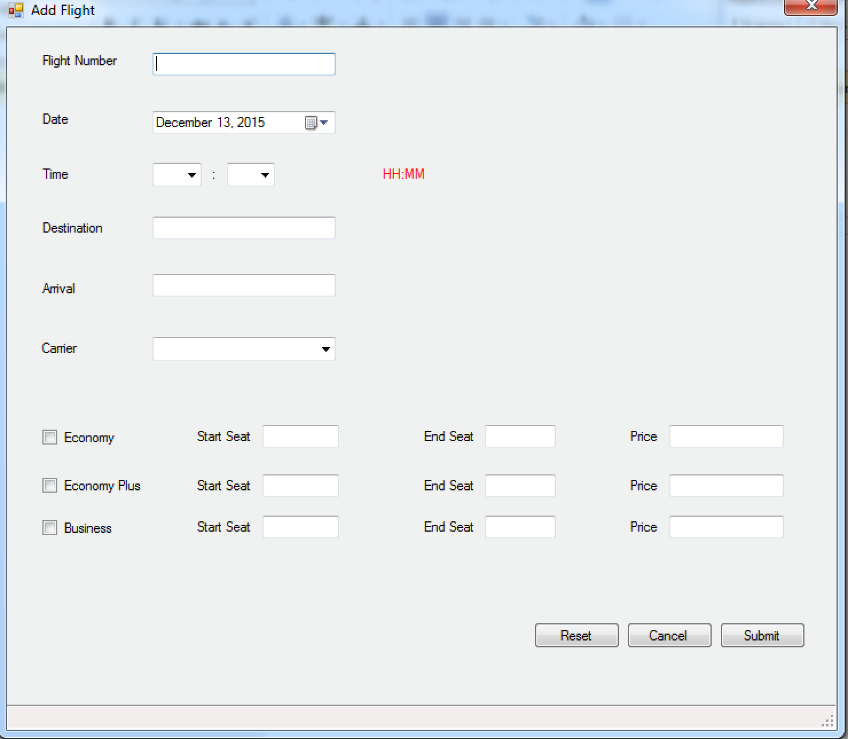 Add Flight
Flight Number
Date December 13, 2015
Time : HH:MM
Destination
Arrival
Carrier
Economy Start Seat End Seat Price
Economy Plus Start Seat End Seat Price
Business Start Seat End Seat Price
Reset Cancel Submit